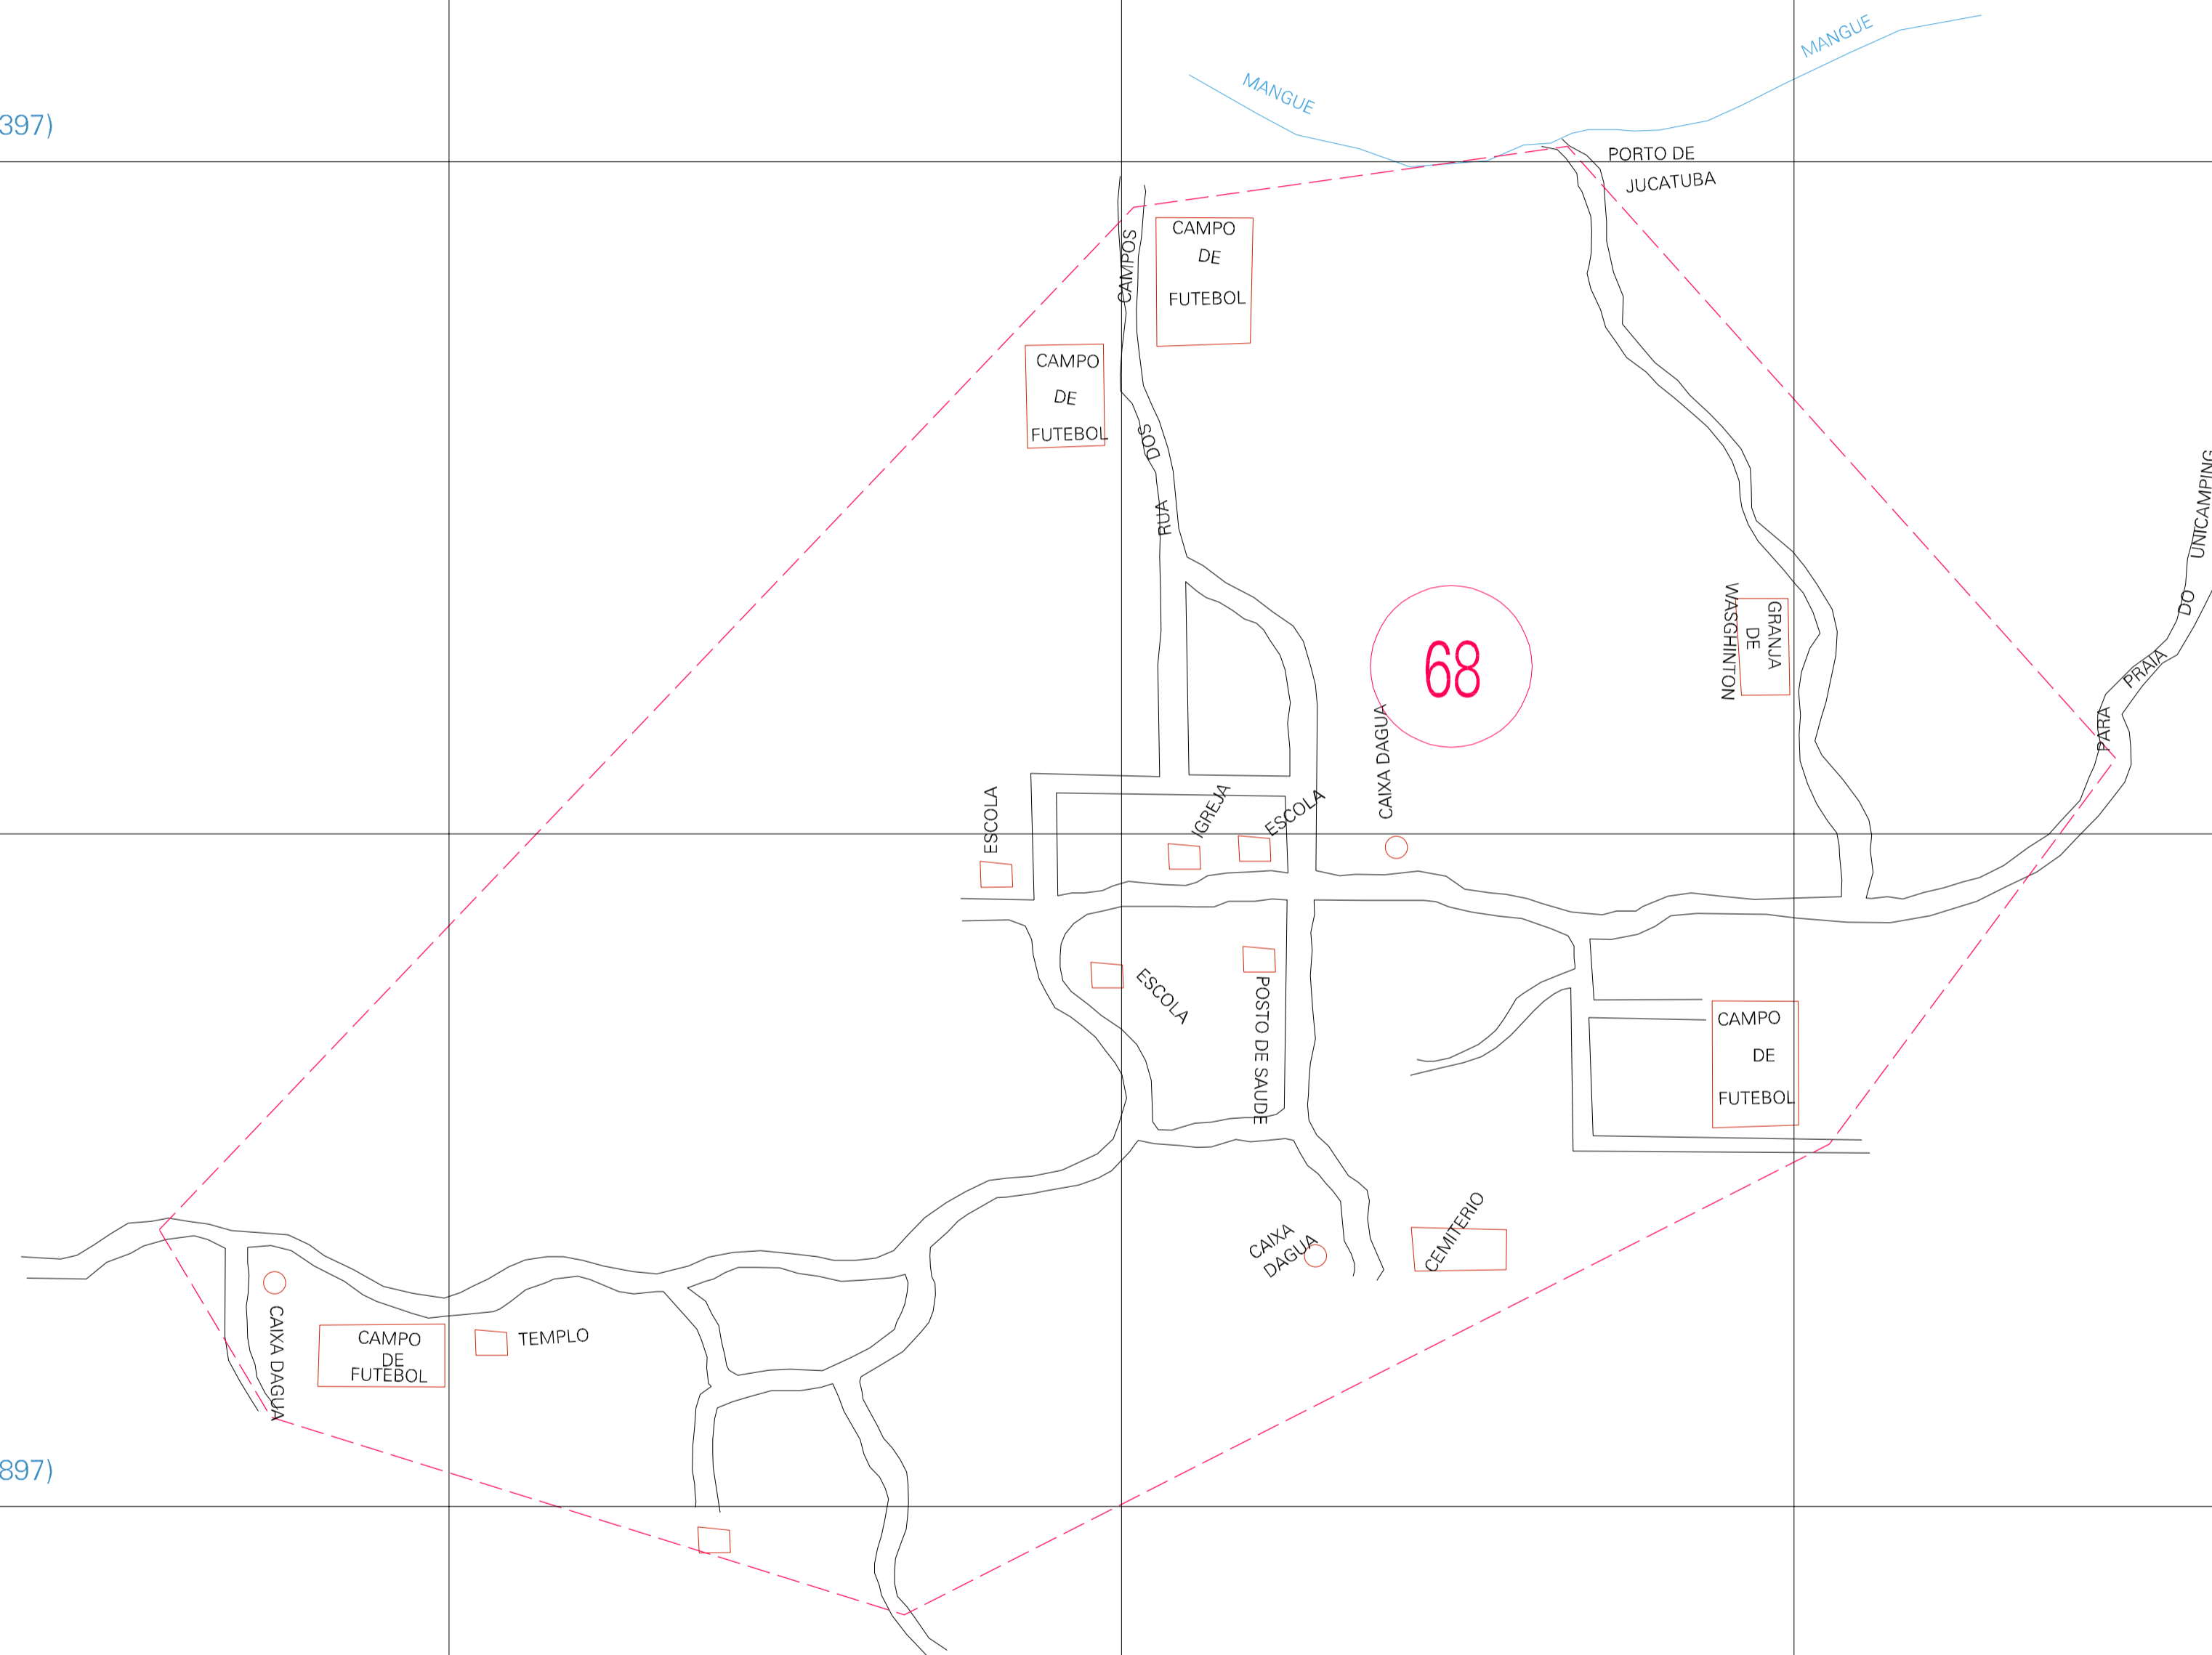 MANGUE
MANGUE
397)
PORTO DE
JUCATUBA
CAMPO
DE
FUTEBOL
RUA DOS CAMPOS
CAMPO
DE
FUTEBOL
PARA PRAIA DO UNICAMPING
GRANJA
DE
WASGHINTON
68
CAIXA DAGUA
ESCOLA
IGREJA
ESCOLA
ESCOLA
POSTO DE SAUDE
CAMPO
DE
FUTEBOL
CEMITERIO
CAIXA
DAGUA
CAIXA DAGUA
CAMPO
DE
FUTEBOL
TEMPLO
897)